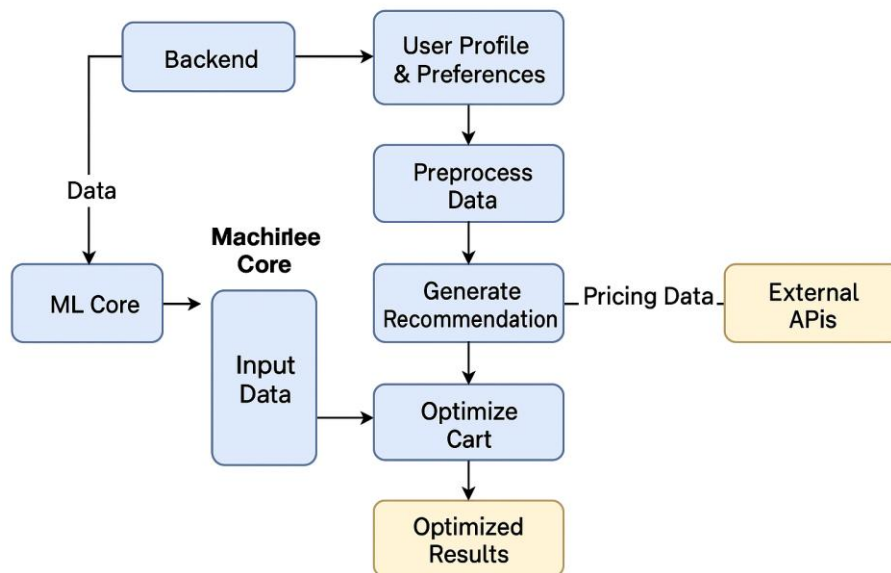 Backend
User Profile
& Preferences
Data
Preprocess
Data
Machinlee
Core
ML Core
Input
Data
Generate
Recommendation
Pricing Data
External
APis
Optimize
Cart
Optimized
Results